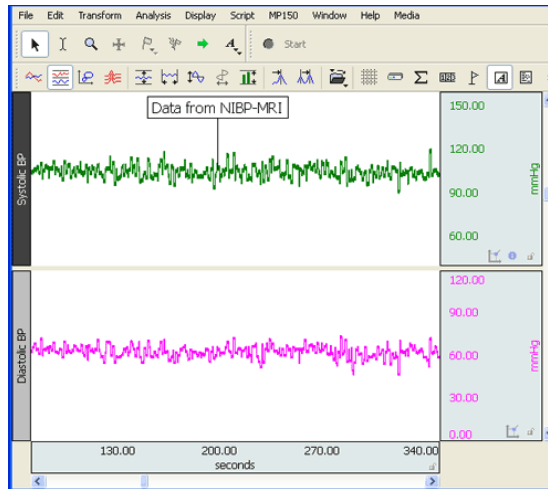 File Edit Transform Analysis Display Script MP150 Window Help Media
Start
Data from NIBP-MRI
Systolic BP
150.00
120.00
90.00
60.00
mmHg
Diastolic BP
120.00
90.00
60.00
30.00
0.00
mmHg
130.00 200.00 270.00 340.00
seconds